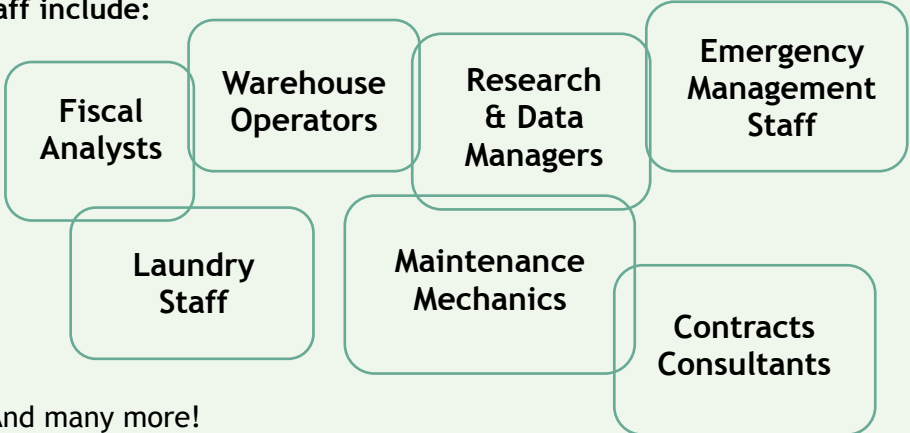 aff include:
Fiscal
Analysts
Warehouse
Operators
Research
& Data
Managers
Emergency
Management
Staff
Laundry
Staff
Maintenance
Mechanics
Contracts
Consultants
And many more!